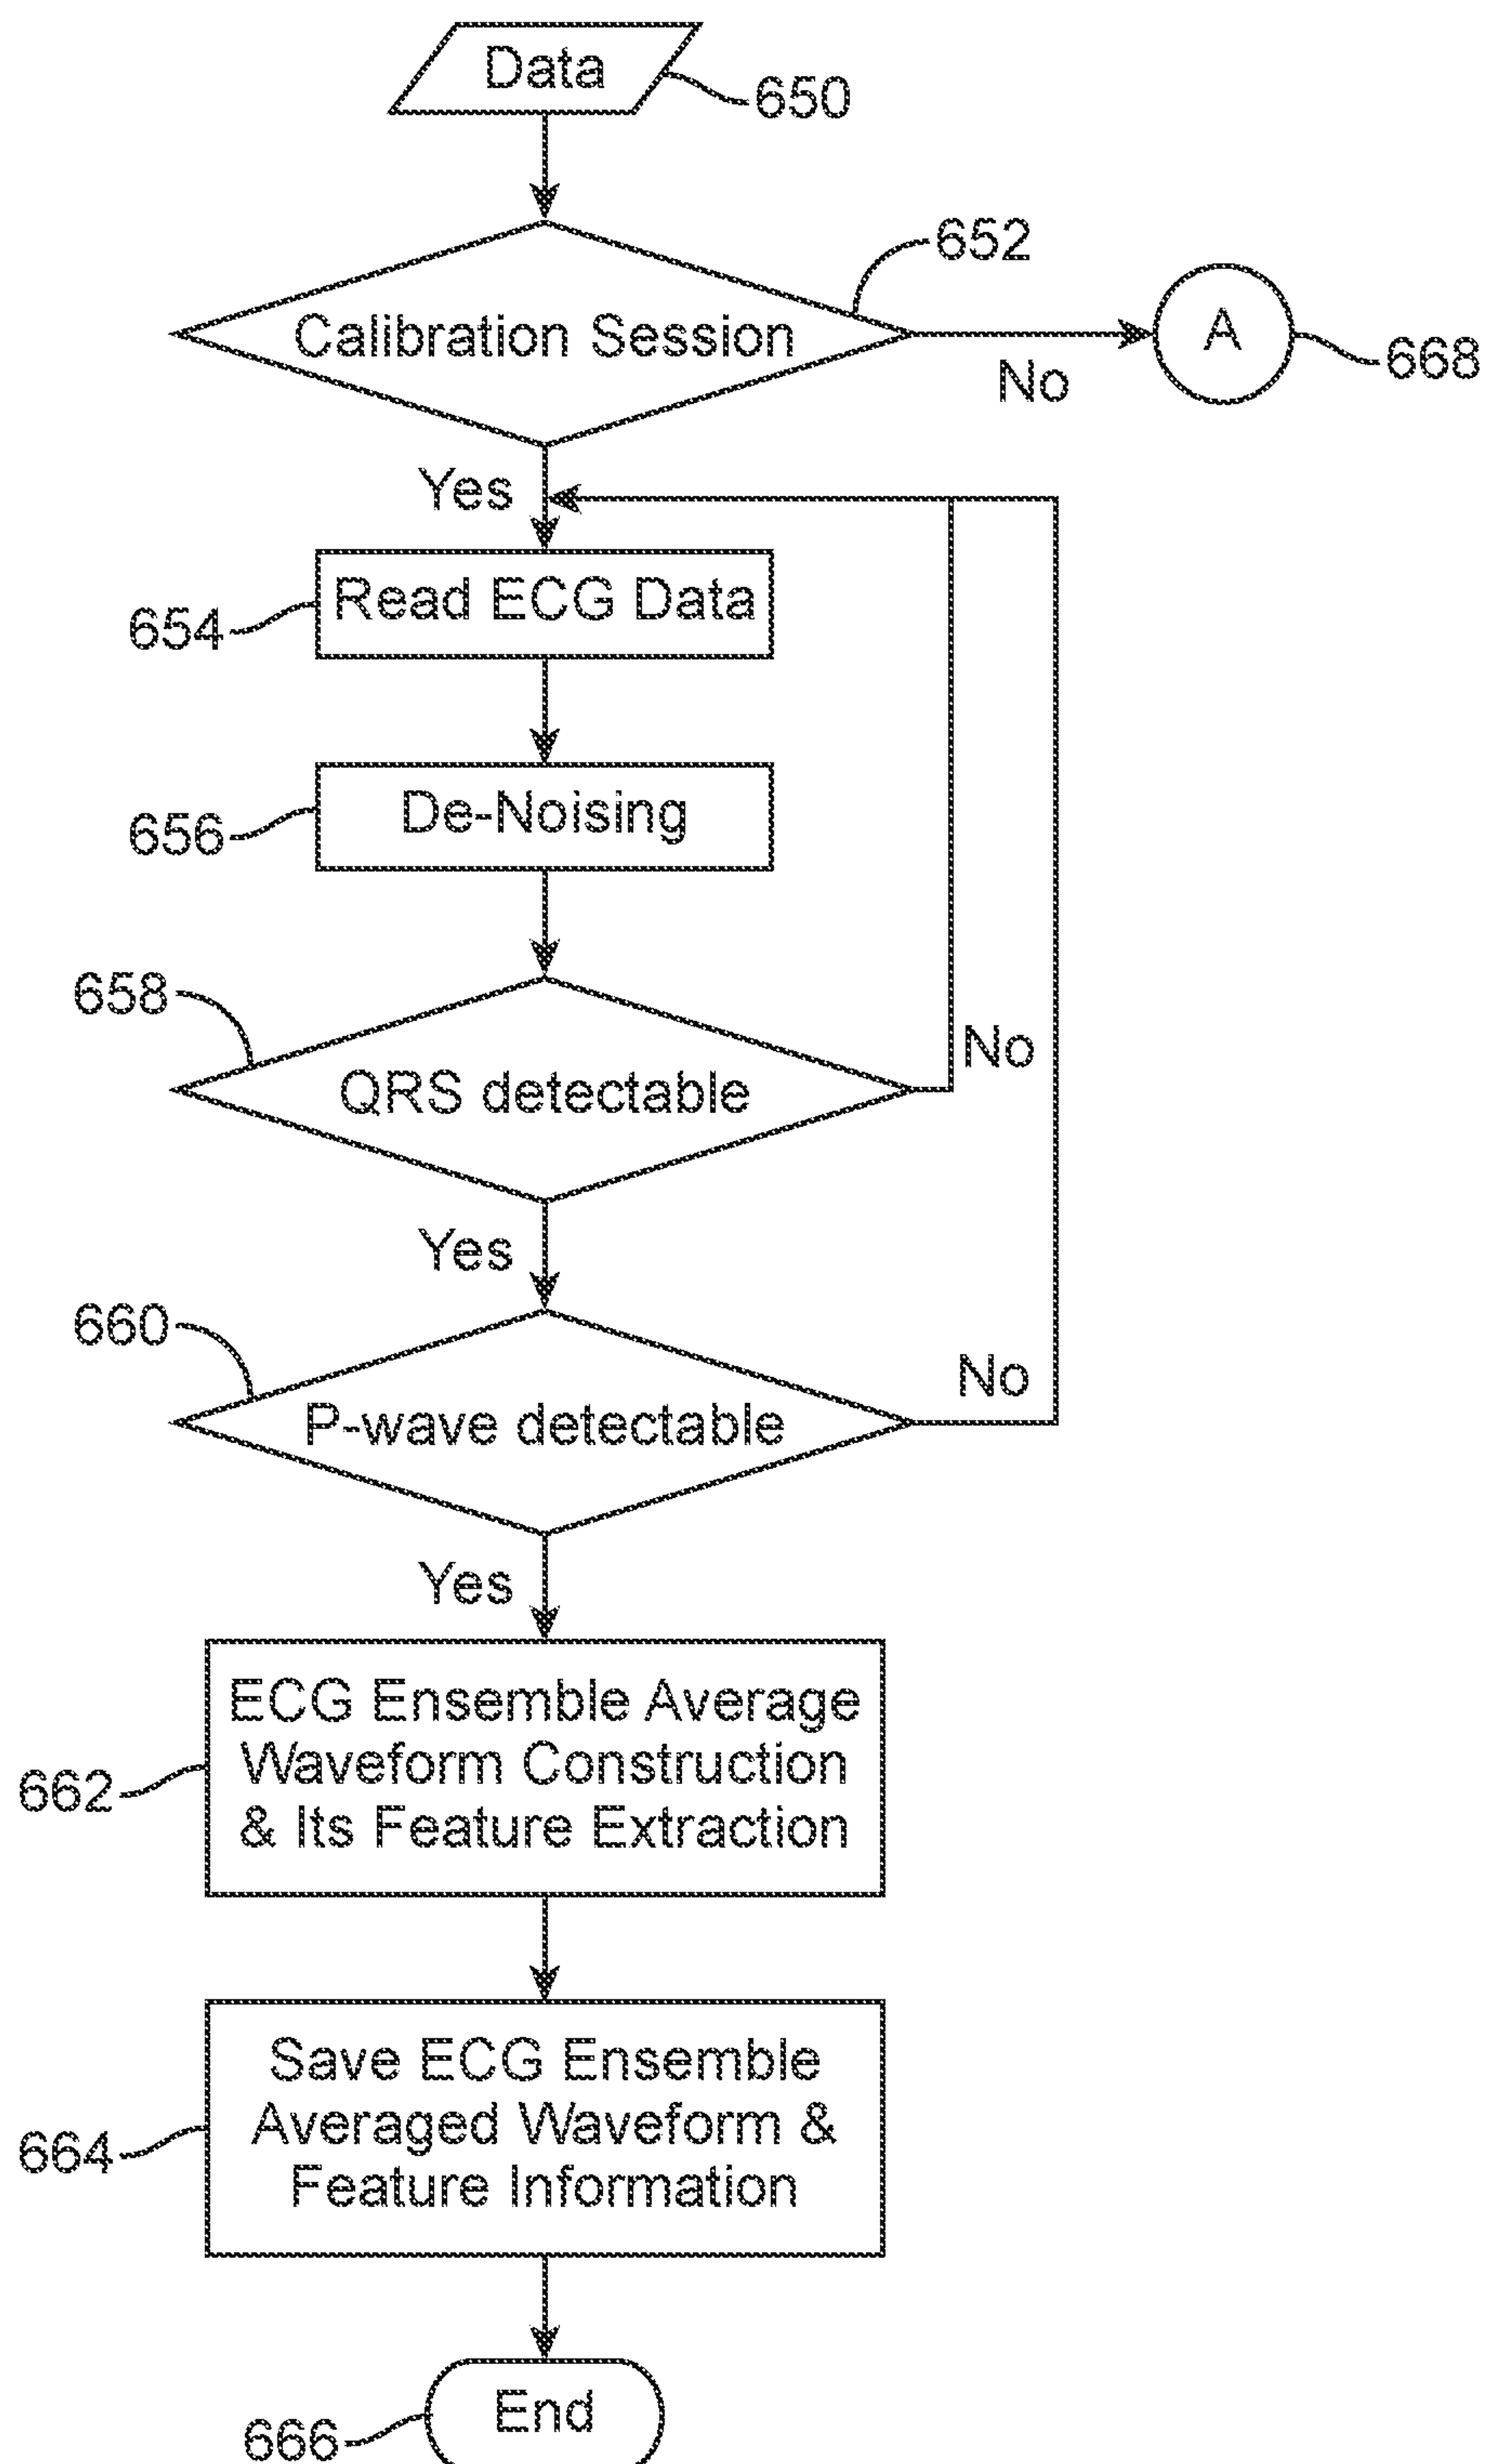 Data
650
652
Calibration Session
A
668
No
Yes
Read ECG Data
654
De-Noising
656
658
No
QRS detectable
Yes
660
No
P-wave detectable
Yes
ECG Ensemble Average
Waveform Construction
& Its Feature Extraction
662
Save ECG Ensemble
Averaged Waveform &
Feature Information
664
End
666